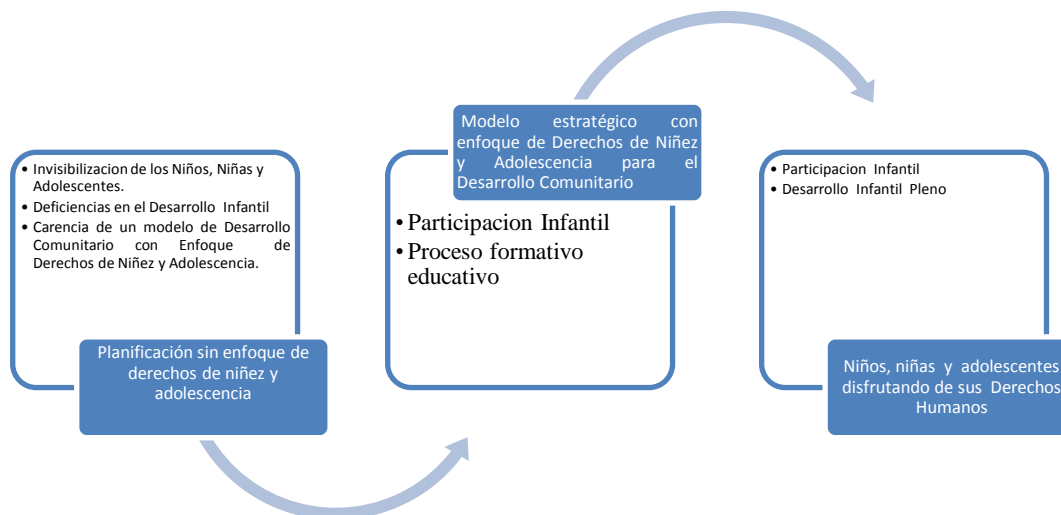 • Invisibilizacion de los Niños, Niñas y
Adolescentes.
• Deficiencias en el Desarrollo Infantil
• Carencia de un modelo de Desarrollo
Comunitario con Enfoque de
Derechos de Niñez y Adolescencia.
Planificación sin enfoque de
derechos de niñez y
adolescencia
Modelo estratégico con
enfoque de Derechos de Niñez
y Adolescencia para el
Desarrollo Comunitario
• Participacion Infantil
• Proceso formativo
educativo
• Participacion Infantil
• Desarrollo Infantil Pleno
Niños, niñas y adolescentes
disfrutando de sus Derechos
Humanos